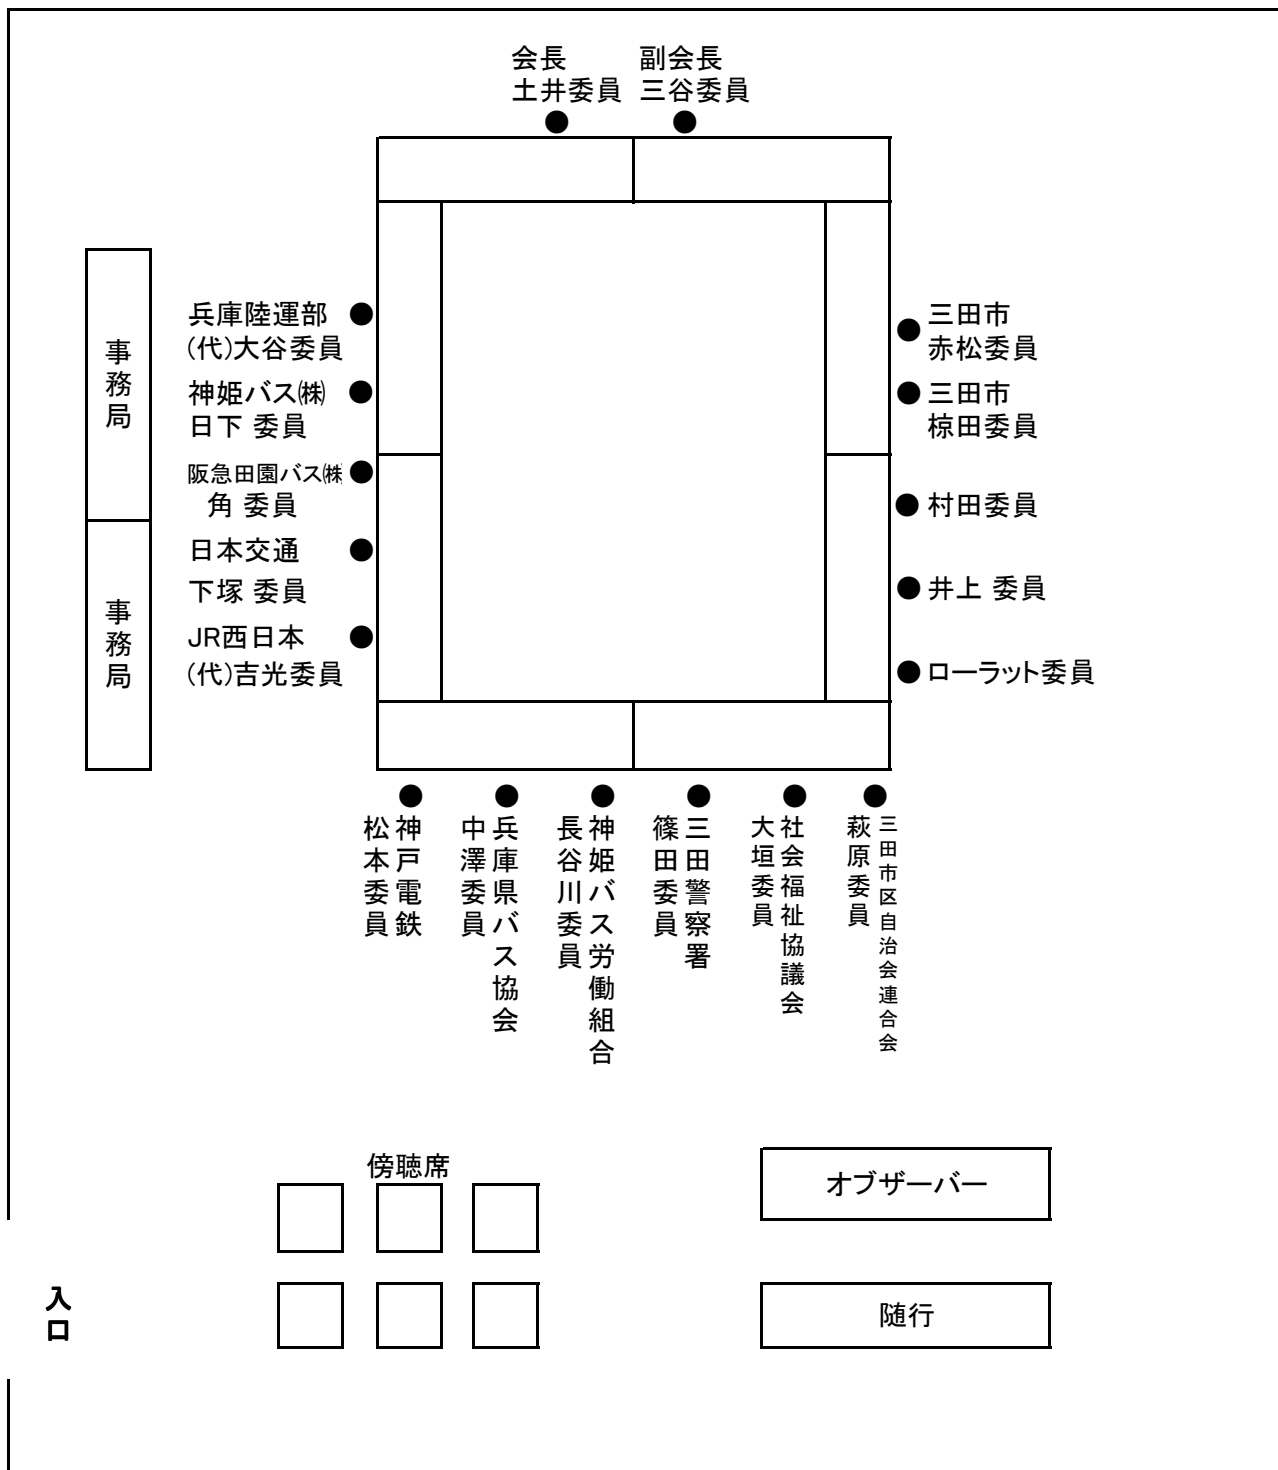 会長
土井委員
副会長
三谷委員
事務局
事務局
兵庫陸運部
(代)大谷委員
神姫バス㈱
日下 委員
阪急田園バス㈱
角 委員
日本交通
下塚 委員
JR西日本
(代)吉光委員
三田市
赤松委員
三田市
椋田委員
村田委員
井上 委員
ローラット委員
神戸電鉄
松本委員
兵庫県バス協会
中澤委員
神姫バス労働組合
長谷川委員
三田警察署
篠田委員
社会福祉協議会
大垣委員
三田市区自治会連合会
萩原委員
傍聴席
オブザーバー
随行
入口